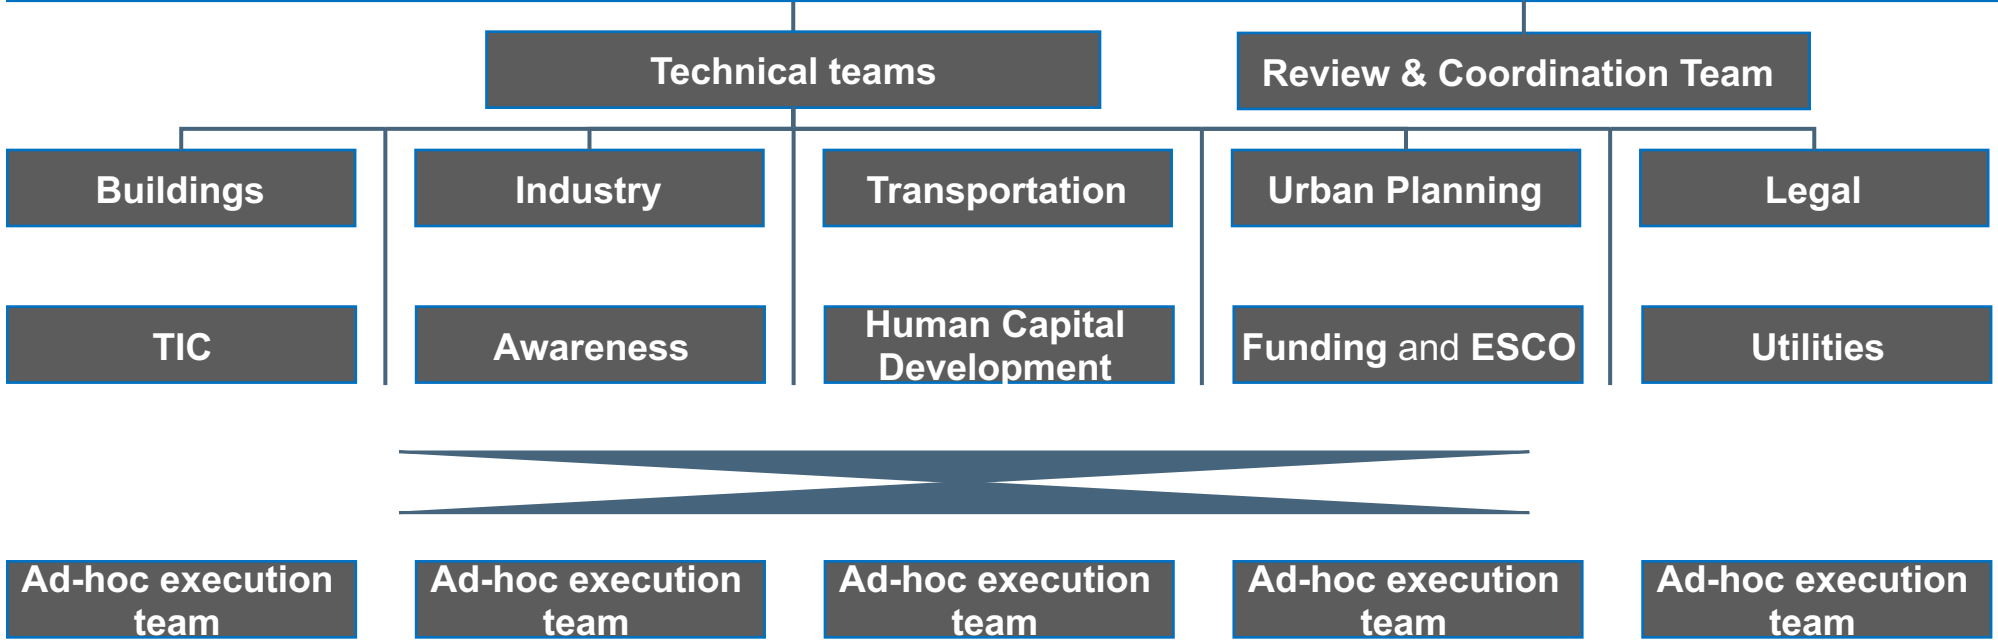 Technical teams
Review & Coordination Team
Buildings
Industry
Transportation
Urban Planning
Legal
TIC
Awareness
Human Capital
Development
Funding and ESCO
Utilities
Ad-hoc execution
team
Ad-hoc execution
team
Ad-hoc execution
team
Ad-hoc execution
team
Ad-hoc execution
team